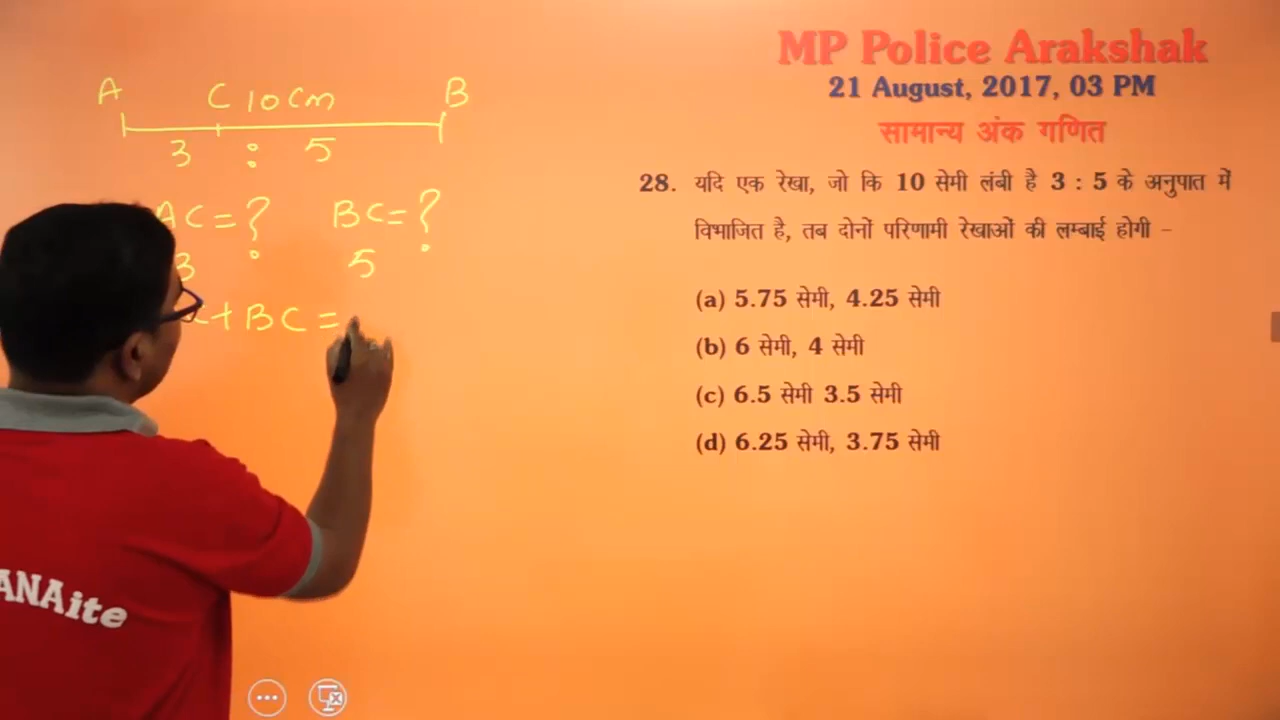 MP Police Arakshak
21 August, 2017, 03 PM
सामान्य अंक गणित
A C 10 Cm B
3 : 5
AC = ? BC = ?
3 5
+ BC =
28. यदि एक रेखा, जो कि 10 सेमी लंबी है 3 : 5 के अनुपात में
विभाजित है, तब दोनों परिणामी रेखाओं की लम्बाई होगी –
(a) 5.75 सेमी, 4.25 सेमी
(b) 6 सेमी, 4 सेमी
(c) 6.5 सेमी 3.5 सेमी
(d) 6.25 सेमी, 3.75 सेमी
ANAite